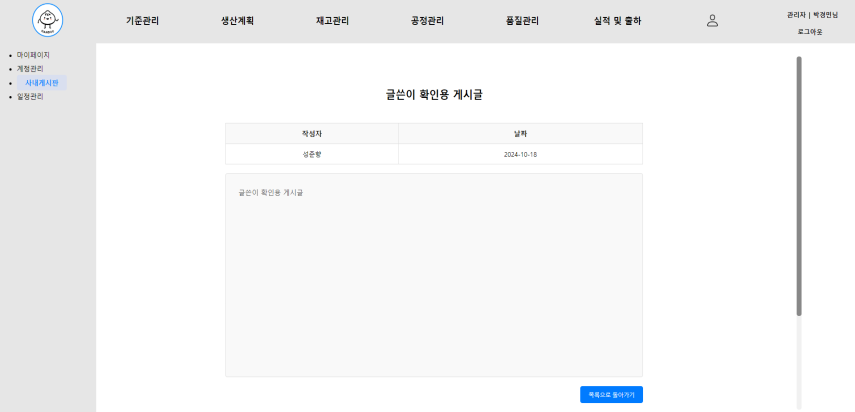 기준관리
생산계획
재고관리
공정관리
품질관리
실적 및 출하
관리자 | 박경민님
로그아웃
마이페이지
계정관리
사내게시판
일정관리
글쓴이 확인용 게시글
작성자
날짜
성준향
2024-10-18
글쓴이 확인용 게시글
목록으로 돌아가기